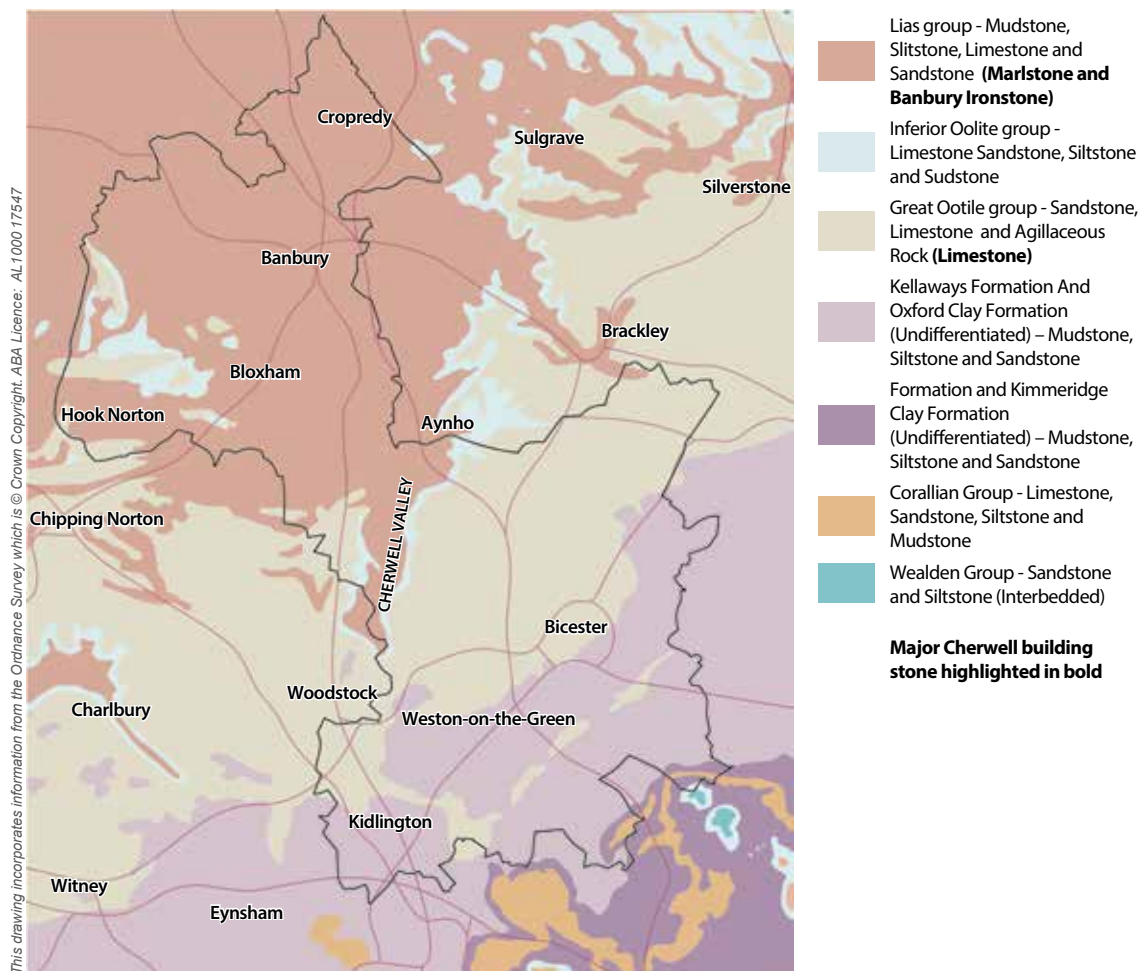 Cropredy
Sulgrave
Silverstone
Banbury
Brackley
Bloxham
Hook Norton
Aynho
CHERWELL VALLEY
Chipping Norton
Bicester
Woodstock
Charlbury
Weston-on-the-Green
Kidlington
Witney
Eynsham
This drawing incorporates information from the Ordnance Survey which is © Crown Copyright. ABA Licence: AL1000 17547
Lias group - Mudstone,
Slitstone, Limestone and
Sandstone (Marlstone and
Banbury Ironstone)
Inferior Oolite group -
Limestone Sandstone, Siltstone
and Sudstone
Great Ootile group - Sandstone,
Limestone and Agillaceous
Rock (Limestone)
Kellaways Formation And
Oxford Clay Formation
(Undifferentiated) – Mudstone,
Siltstone and Sandstone
Formation and Kimmeridge
Clay Formation
(Undifferentiated) – Mudstone,
Siltstone and Sandstone
Corallian Group - Limestone,
Sandstone, Siltstone and
Mudstone
Wealden Group - Sandstone
and Siltstone (Interbedded)
Major Cherwell building
stone highlighted in bold